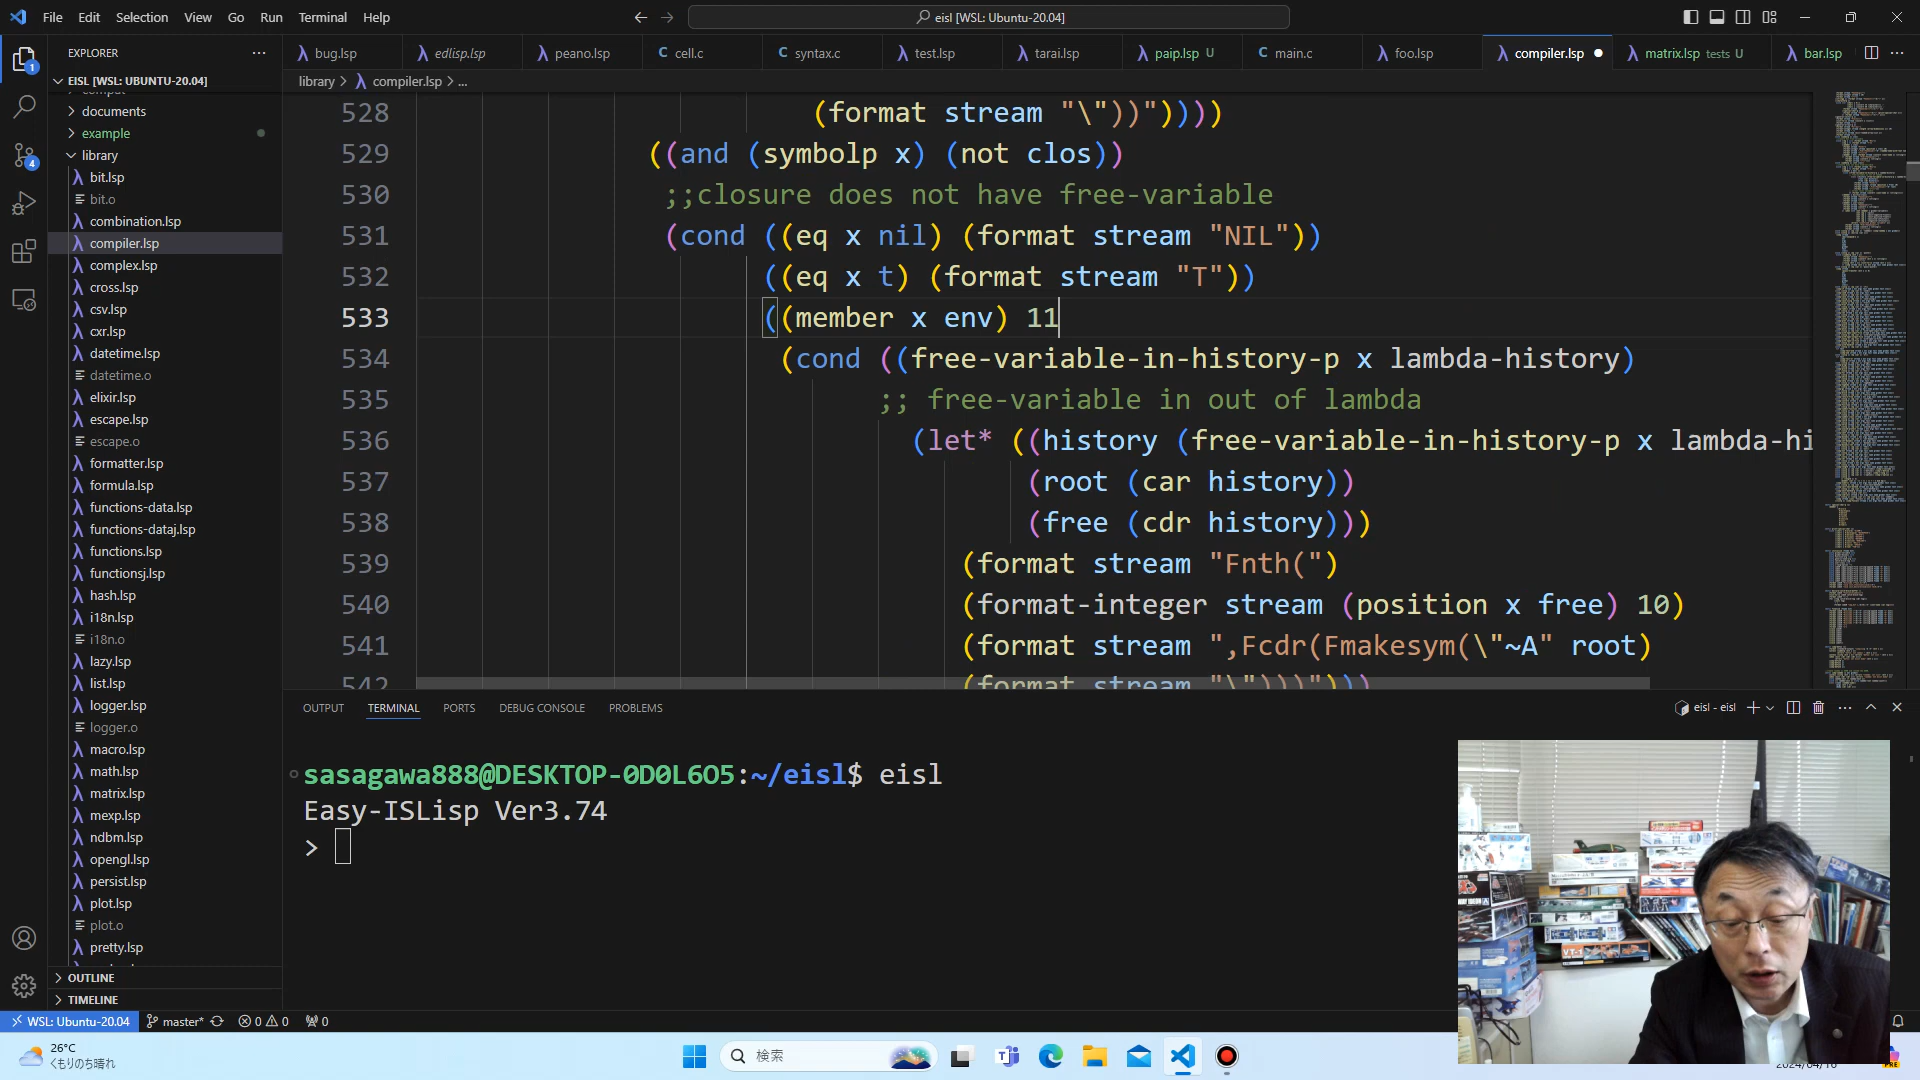 File Edit Selection View Go Run Terminal Help
eisl [WSL: Ubuntu-20.04]
EXPLORER
bug.lsp
edlisp.lsp
peano.lsp
cell.c
syntax.c
test.lsp
tarai.lsp
paip.lsp U
main.c
foo.lsp
compiler.lsp
matrix.lsp tests U
bar.lsp
EISL [WSL: UBUNTU-20.04]
library > compiler.lsp > ...
documents
example
library
bit.lsp
bit.o
combination.lsp
compiler.lsp
complex.lsp
cross.lsp
csv.lsp
cxr.lsp
datetime.lsp
datetime.o
elixir.lsp
escape.lsp
escape.o
formatter.lsp
formula.lsp
functions-data.lsp
functions-dataj.lsp
functions.lsp
functionsj.lsp
hash.lsp
i18n.lsp
i18n.o
lazy.lsp
list.lsp
logger.lsp
logger.o
macro.lsp
math.lsp
matrix.lsp
mexp.lsp
ndbm.lsp
opengl.lsp
persist.lsp
plot.lsp
plot.o
pretty.lsp
OUTLINE
TIMELINE
528 (format stream "\"))"))))
529 ((and (symbolp x) (not clos))
530 ;;closure does not have free-variable
531 (cond ((eq x nil) (format stream "NIL"))
532 ((eq x t) (format stream "T"))
533 ((member x env) 11
534 (cond ((free-variable-in-history-p x lambda-history)
535 ;; free-variable in out of lambda
536 (let* ((history (free-variable-in-history-p x lambda-hi
537 (root (car history))
538 (free (cdr history)))
539 (format stream "Fnth(")
540 (format-integer stream (position x free) 10)
541 (format stream ",Fcdr(Fmakesym(\"~A" root)
542 (format stream "\")))")))
OUTPUT TERMINAL PORTS DEBUG CONSOLE PROBLEMS
eisl - eisl
sasagawa888@DESKTOP-0D0L6O5:~/eisl$ eisl
Easy-ISLisp Ver3.74
>
WSL: Ubuntu-20.04 master* 0 0 0
26°C
くもりのち晴れ
検索
2024/04/16